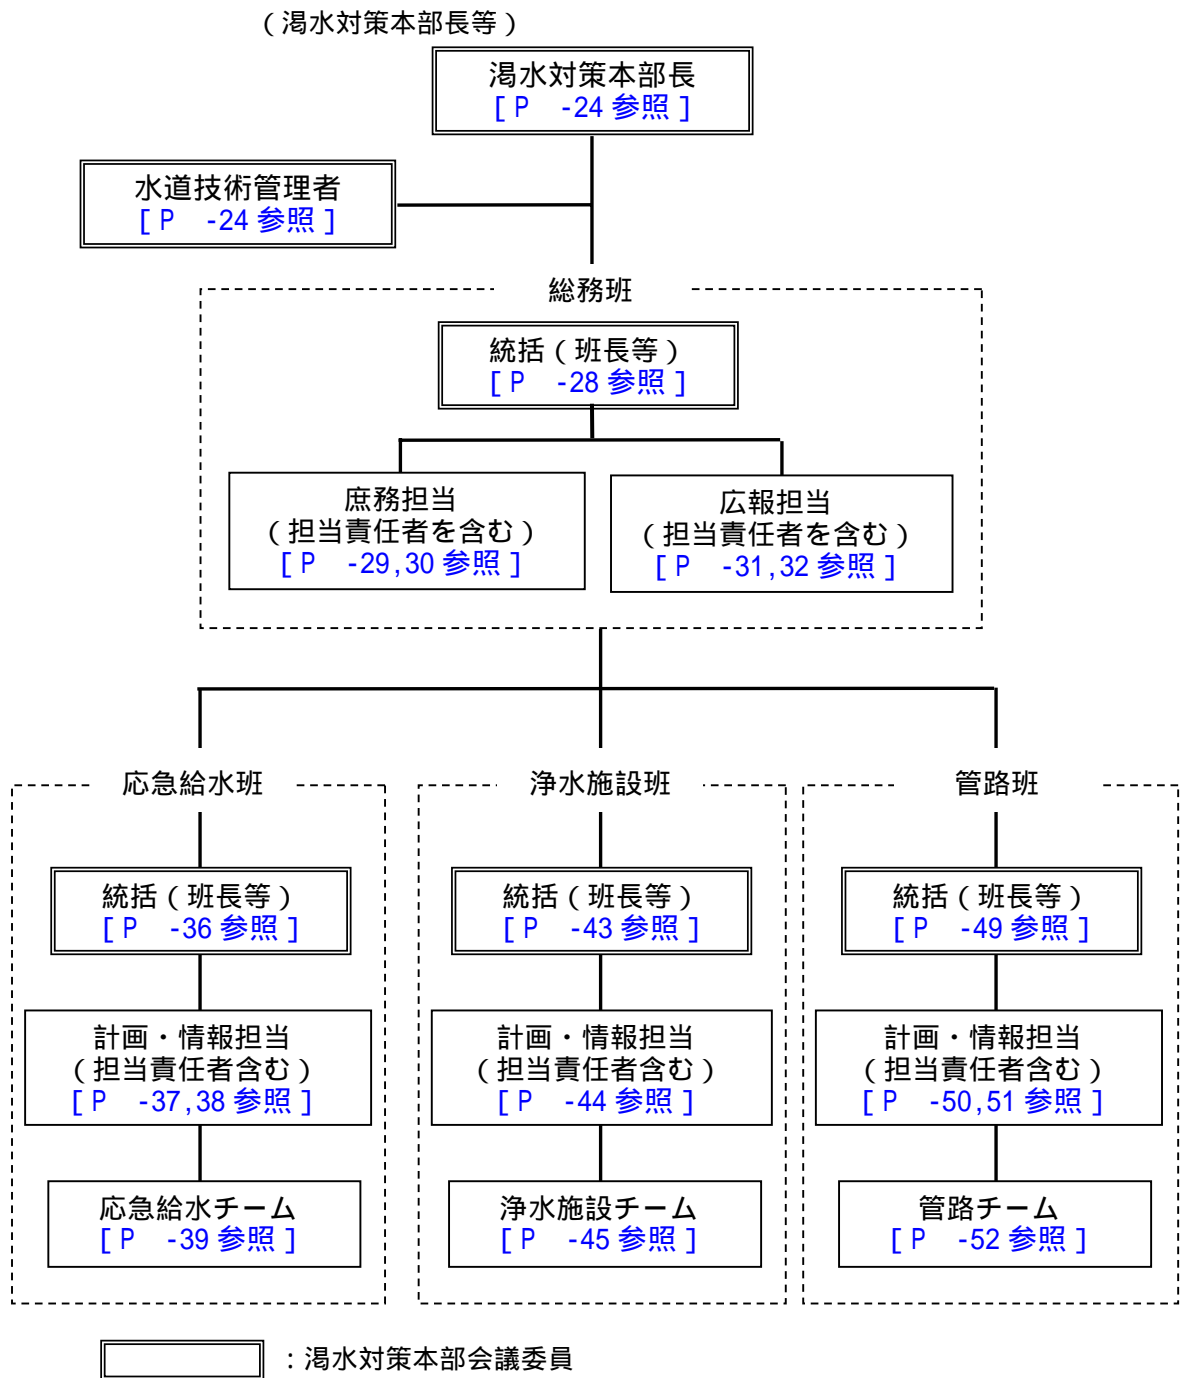 （渇水対策本部長等）
渇水対策本部長
[ P -24 参照 ]
水道技術管理者
[ P -24 参照 ]
総務班
統括（班長等）
[ P -28 参照 ]
庶務担当
（担当責任者を含む）
[ P -29,30 参照 ]
広報担当
（担当責任者を含む）
[ P -31,32 参照 ]
応急給水班
統括（班長等）
[ P -36 参照 ]
計画・情報担当
（担当責任者含む）
[ P -37,38 参照 ]
応急給水チーム
[ P -39 参照 ]
浄水施設班
統括（班長等）
[ P -43 参照 ]
計画・情報担当
（担当責任者含む）
[ P -44 参照 ]
浄水施設チーム
[ P -45 参照 ]
管路班
統括（班長等）
[ P -49 参照 ]
計画・情報担当
（担当責任者含む）
[ P -50,51 参照 ]
管路チーム
[ P -52 参照 ]
：渇水対策本部会議委員